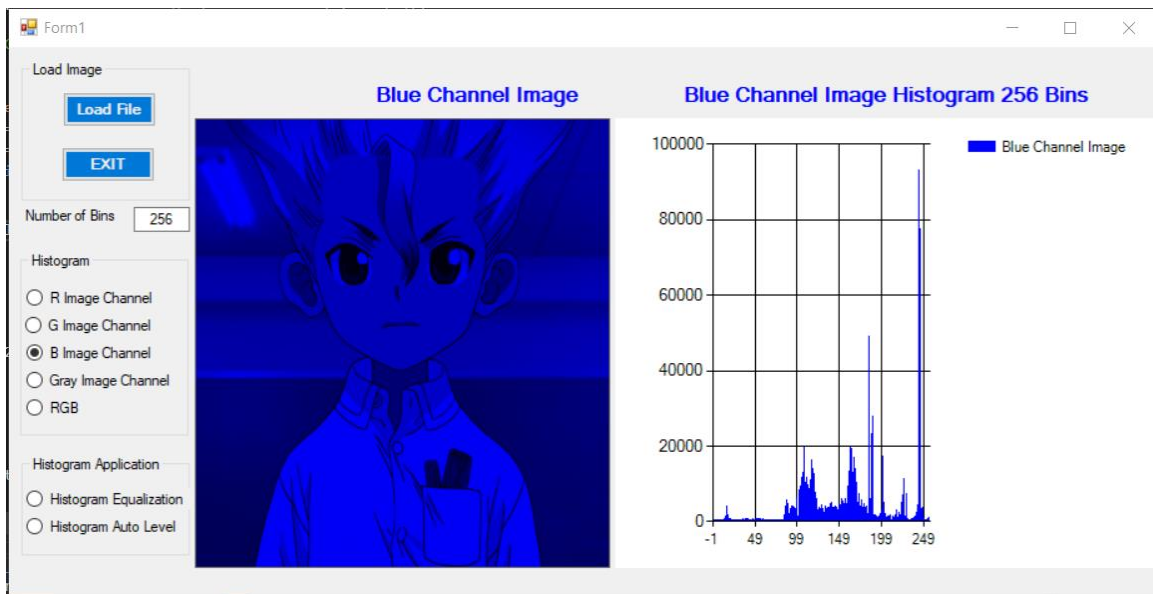 Form1
Load Image
Load File
EXIT
Number of Bins 256
Histogram
R Image Channel
G Image Channel
B Image Channel
Gray Image Channel
RGB
Histogram Application
Histogram Equalization
Histogram Auto Level
Blue Channel Image
Blue Channel Image Histogram 256 Bins
100000
80000
60000
40000
20000
0
-1 49 99 149 199 249
Blue Channel Image